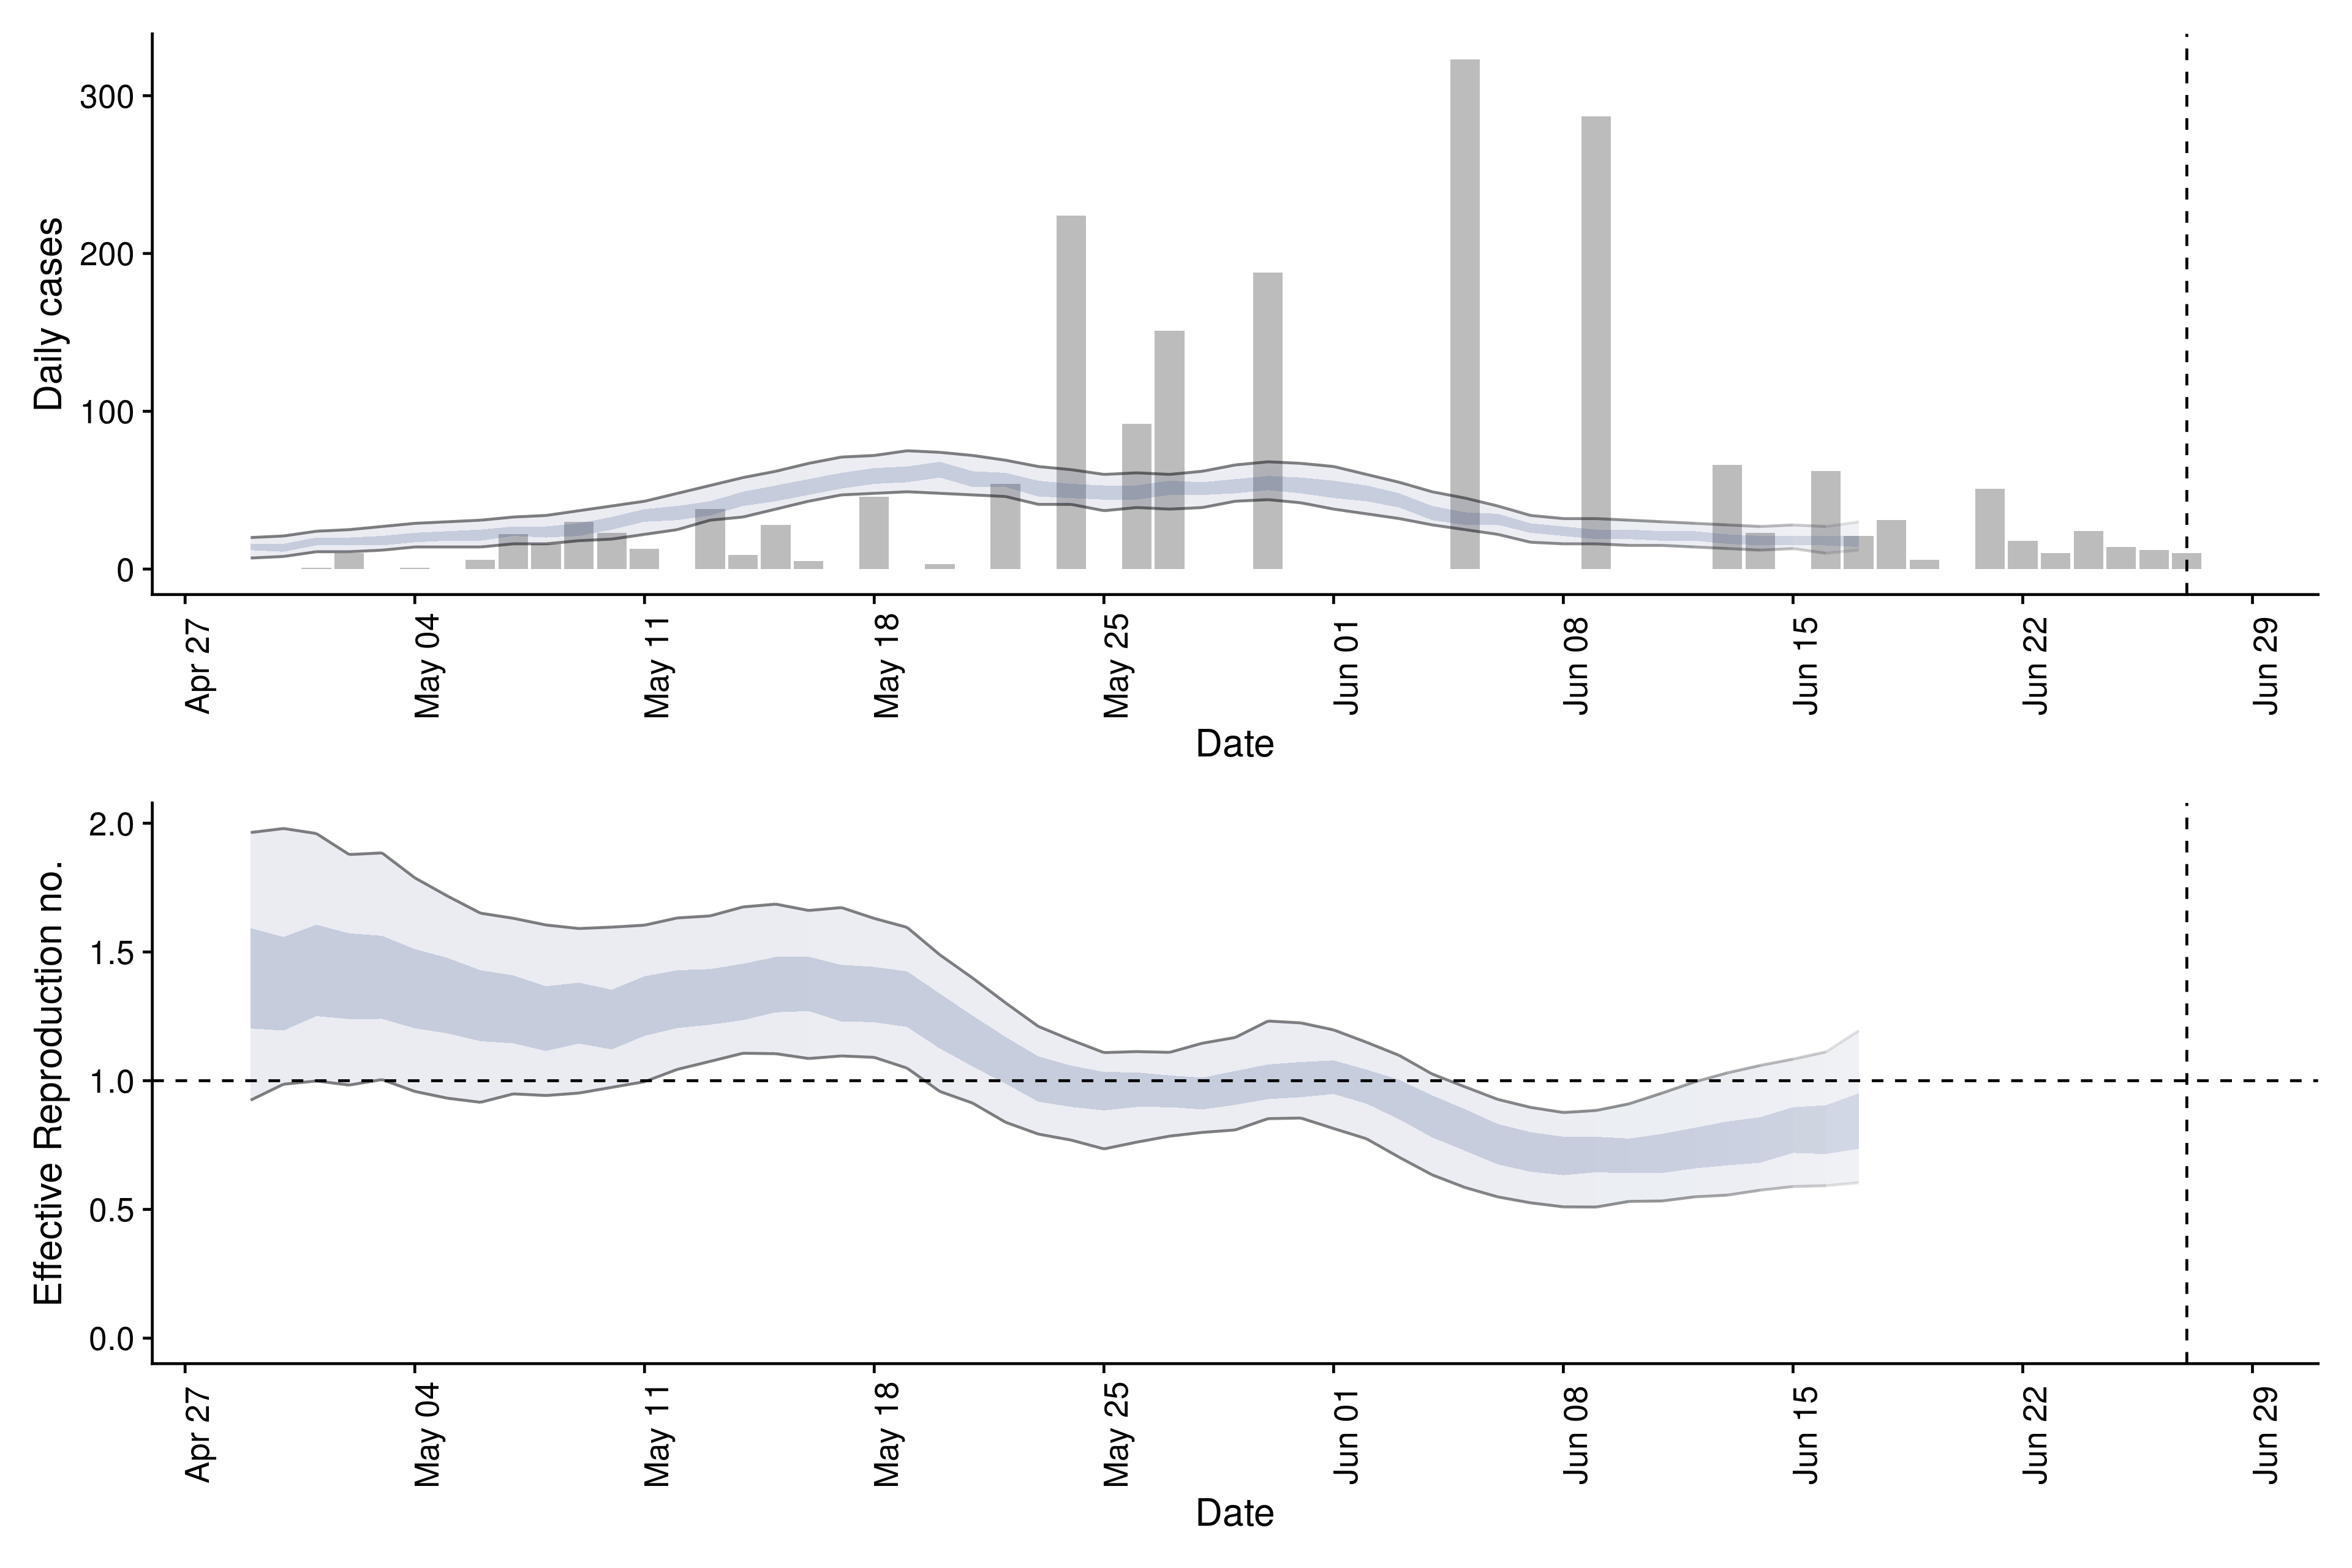 Daily cases
300
200
100
0
Apr 27
May 04
May 11
May 18
May 25
Jun 01
Jun 08
Jun 15
Jun 22
Jun 29
Date
Effective Reproduction no.
2.0
1.5
1.0
0.5
0.0
Apr 27
May 04
May 11
May 18
May 25
Jun 01
Jun 08
Jun 15
Jun 22
Jun 29
Date